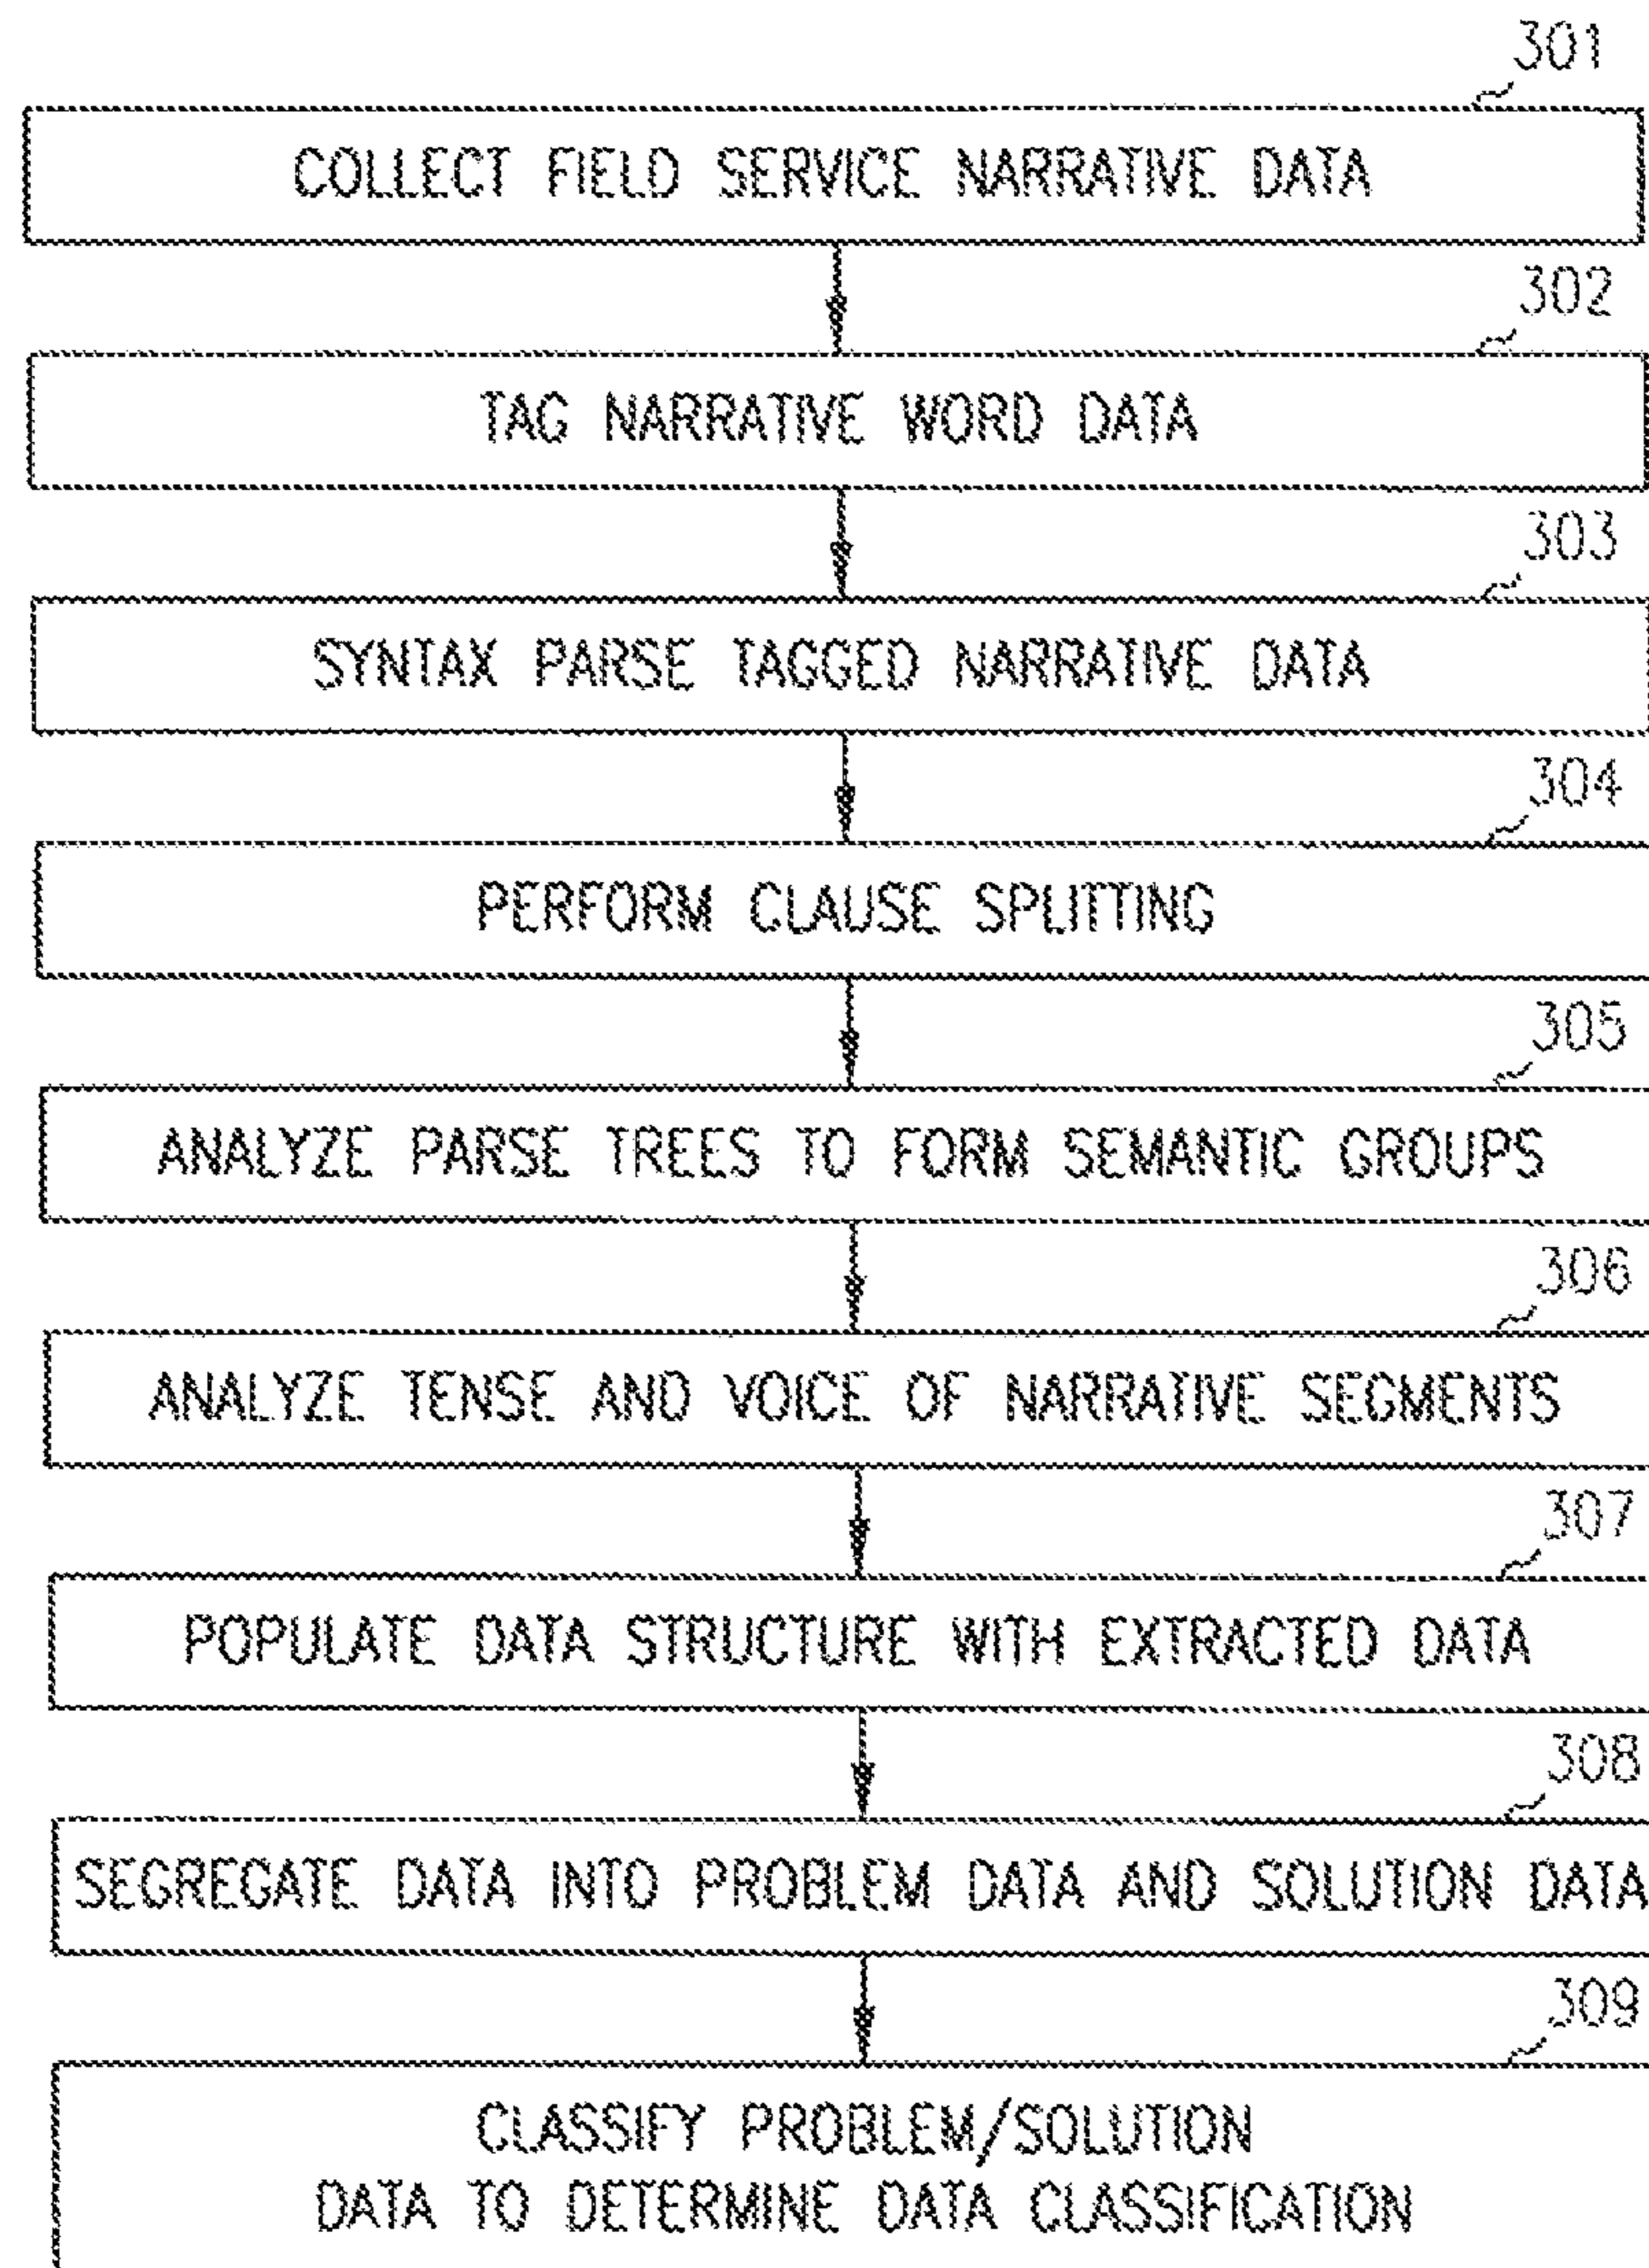 301
COLLECT FIELD SERVICE NARRATIVE DATA
302
TAG NARRATIVE WORD DATA
303
SYNTAX PARSE TAGGED NARRATIVE DATA
304
PERFORM CLAUSE SPLITTING
305
ANALYZE PARSE TREES TO FORM SEMANTIC GROUPS
306
ANALYZE TENSE AND VOICE OF NARRATIVE SEGMENTS
307
POPULATE DATA STRUCTURE WITH EXTRACTED DATA
308
SEGREGATE DATA INTO PROBLEM DATA AND SOLUTION DATA
309
CLASSIFY PROBLEM/SOLUTION
DATA TO DETERMINE DATA CLASSIFICATION